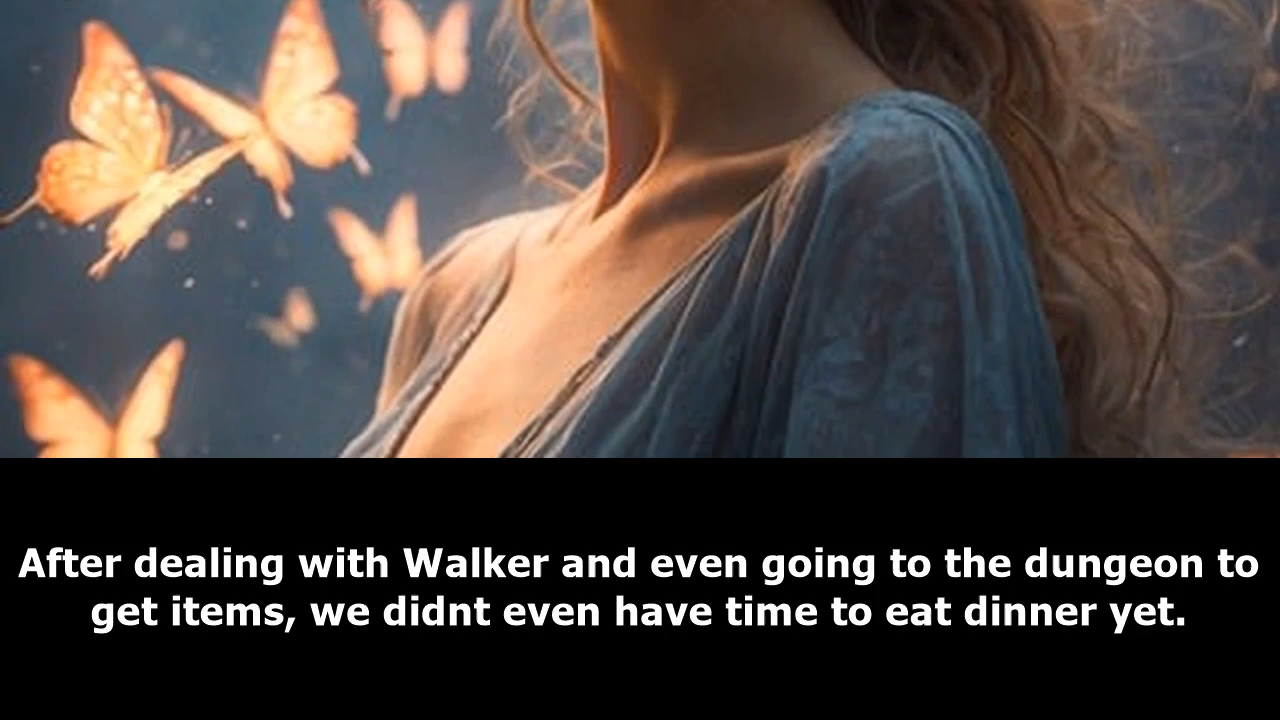 After dealing with Walker and even going to the dungeon to
get items, we didnt even have time to eat dinner yet.